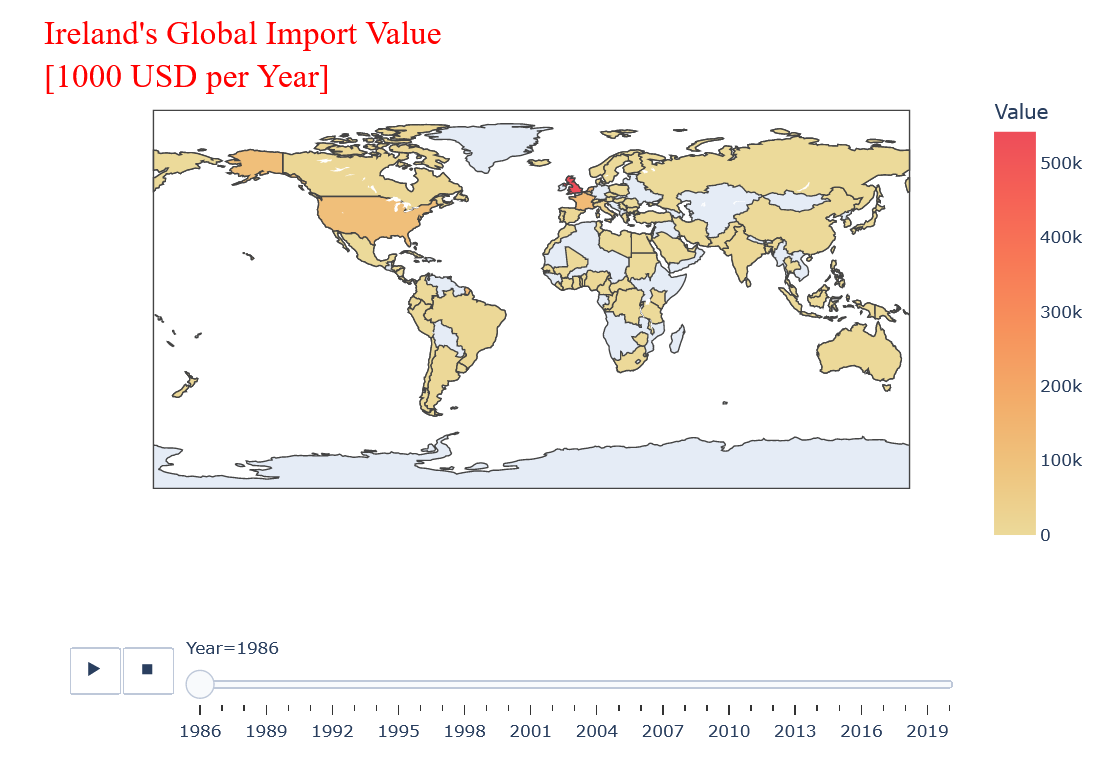 Ireland's Global Import Value
[1000 USD per Year]
Value
500k
400k
300k
200k
100k
0
Year=1986
1986 1989 1992 1995 1998 2001 2004 2007 2010 2013 2016 2019